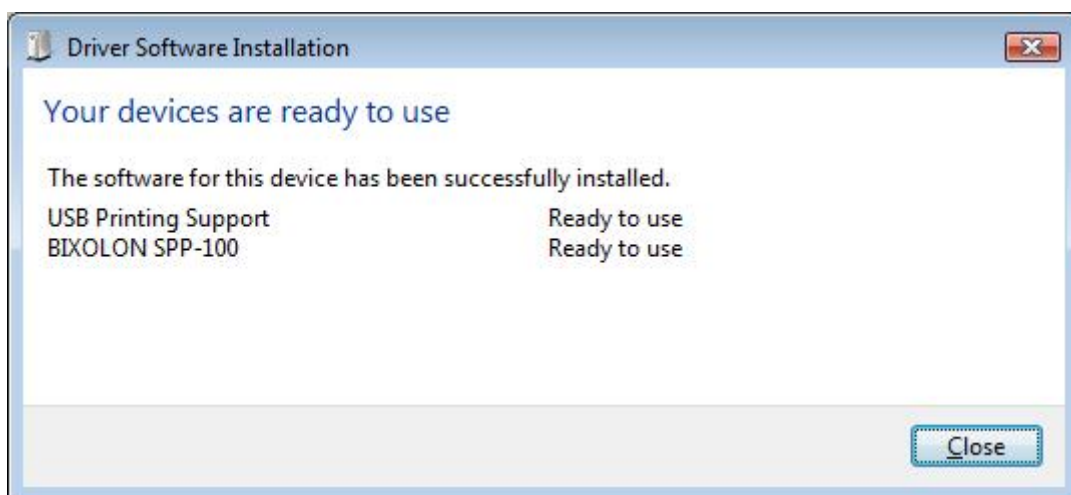 Driver Software Installation
Your devices are ready to use
The software for this device has been successfully installed.
USB Printing Support Ready to use
BIXOLON SPP-100 Ready to use
Close